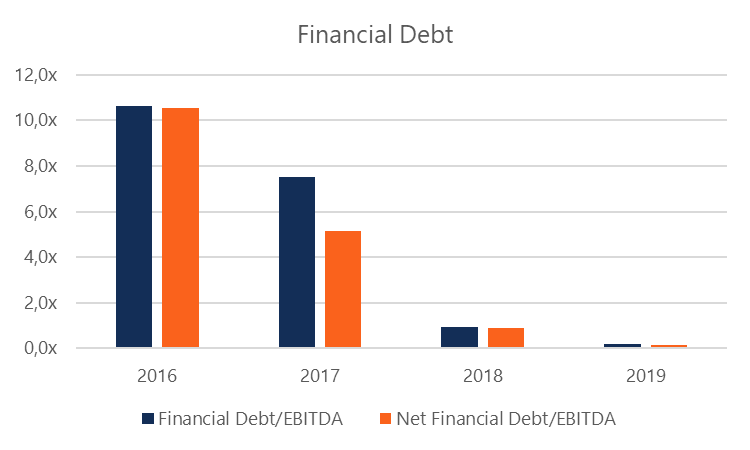 Financial Debt
12,0x
10,0x
8,0x
6,0x
4,0x
2,0x
0,0x
2016 2017 2018 2019
Financial Debt/EBITDA Net Financial Debt/EBITDA